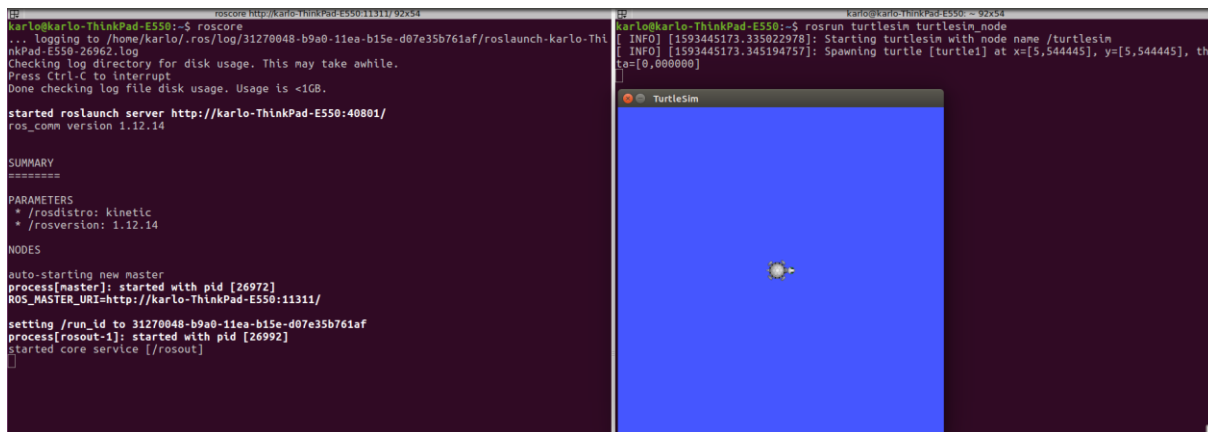 roscore http://karlo-ThinkPad-E550:11311/ 92x54
karlo@karlo-ThinkPad-E550:~$ roscore
... logging to /home/karlo/.ros/log/31270048-b9a0-11ea-b15e-d07e35b761af/roslaunch-karlo-Thi
nkPad-E550-26962.log
Checking log directory for disk usage. This may take awhile.
Press Ctrl-C to interrupt
Done checking log file disk usage. Usage is <1GB.
started roslaunch server http://karlo-ThinkPad-E550:40801/
ros_comm version 1.12.14
SUMMARY
========
PARAMETERS
* /rosdistro: kinetic
* /rosversion: 1.12.14
NODES
auto-starting new master
process[master]: started with pid [26972]
ROS_MASTER_URI=http://karlo-ThinkPad-E550:11311/
setting /run_id to 31270048-b9a0-11ea-b15e-d07e35b761af
process[rosout-1]: started with pid [26992]
started core service [/rosout]
karlo@karlo-ThinkPad-E550: ~ 92x54
karlo@karlo-ThinkPad-E550:~$ rosrun turtlesim turtlesim_node
[ INFO] [1593445173.335022978]: Starting turtlesim with node name /turtlesim
[ INFO] [1593445173.345194757]: Spawning turtle [turtle1] at x=[5,544445], y=[5,544445], th
ta=[0,000000]
TurtleSim